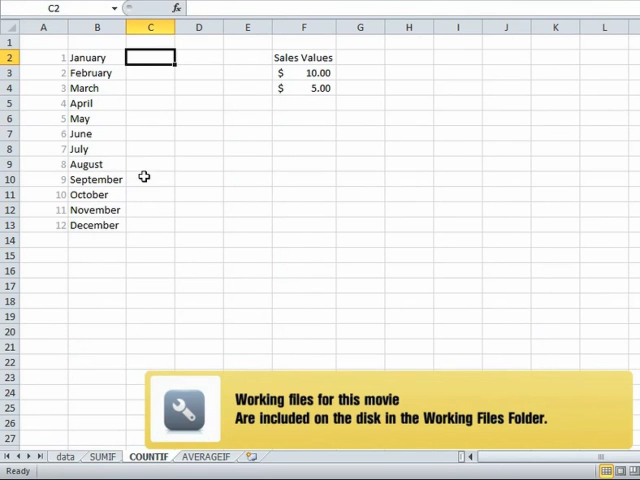 C2 fx
A B C D E F G H I J K L
1
2 1 January Sales Values
3 2 February $ 10.00
4 3 March $ 5.00
5 4 April
6 5 May
7 6 June
8 7 July
9 8 August
10 9 September
11 10 October
12 11 November
13 12 December
14
15
16
17
18
19
20
21
22
23
24
25
26
27
Working files for this movie
Are included on the disk in the Working Files Folder.
data SUMIF COUNTIF AVERAGEIF
Ready